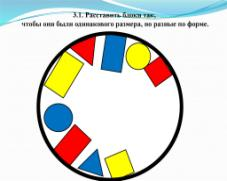 3.1. Расставить блоки так,
чтобы они были одинакового размера, но разные по форме.